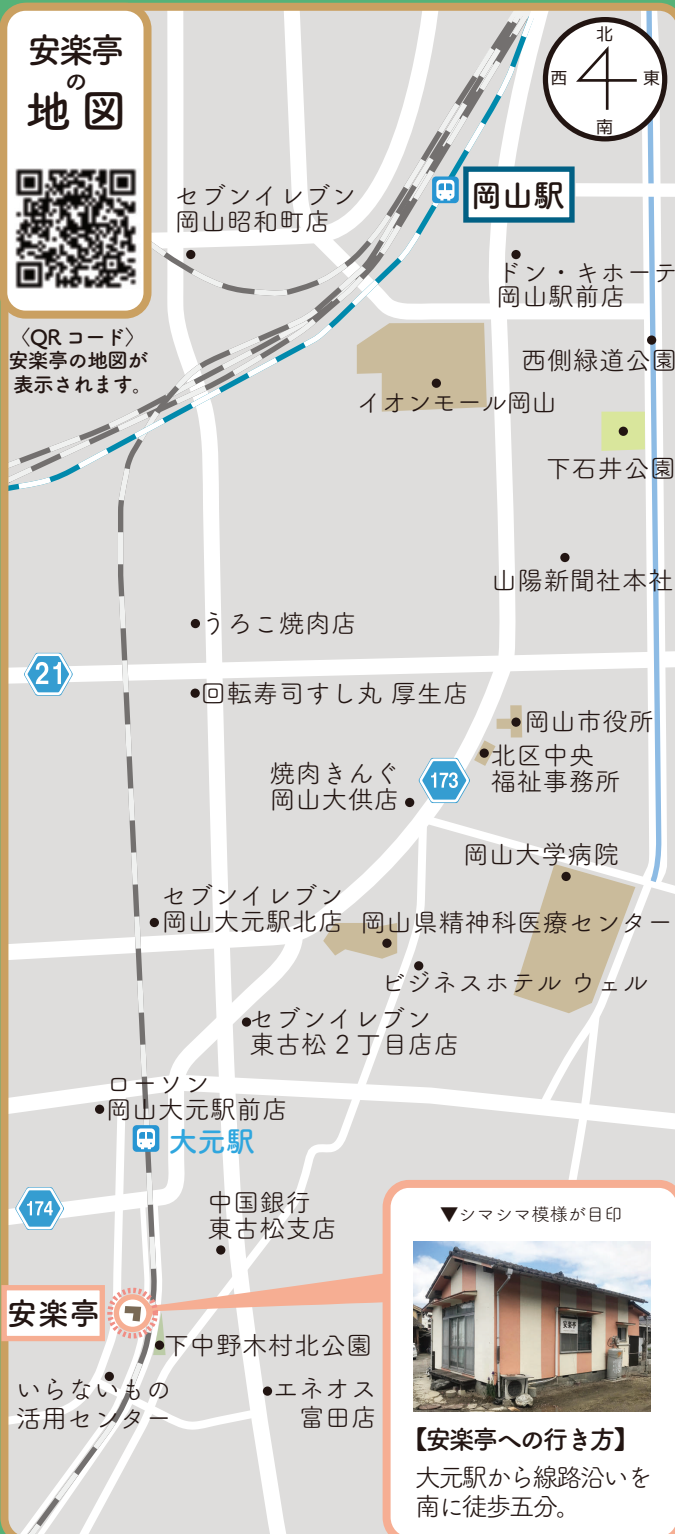 安楽亭
の
地図
〈QRコード〉
安楽亭の地図が
表示されます。
北
西
東
南
岡山駅
セブンイレブン
岡山昭和町店
ドン・キホーテ
岡山駅前店
西側緑道公園
イオンモール岡山
下石井公園
山陽新聞社本社
うろこ焼肉店
21
回転寿司すし丸 厚生店
岡山市役所
北区中央
福祉事務所
焼肉きんぐ
岡山大供店
173
岡山大学病院
セブンイレブン
岡山大元駅北店
岡山県精神科医療センター
ビジネスホテル ウェル
セブンイレブン
東古松2丁目店店
ローソン
岡山大元駅前店
大元駅
174
中国銀行
東古松支店
安楽亭
下中野木村北公園
いらないもの
活用センター
エネオス
富田店
▼シマシマ模様が目印
安楽亭
【安楽亭への行き方】
大元駅から線路沿いを
南に徒歩五分。